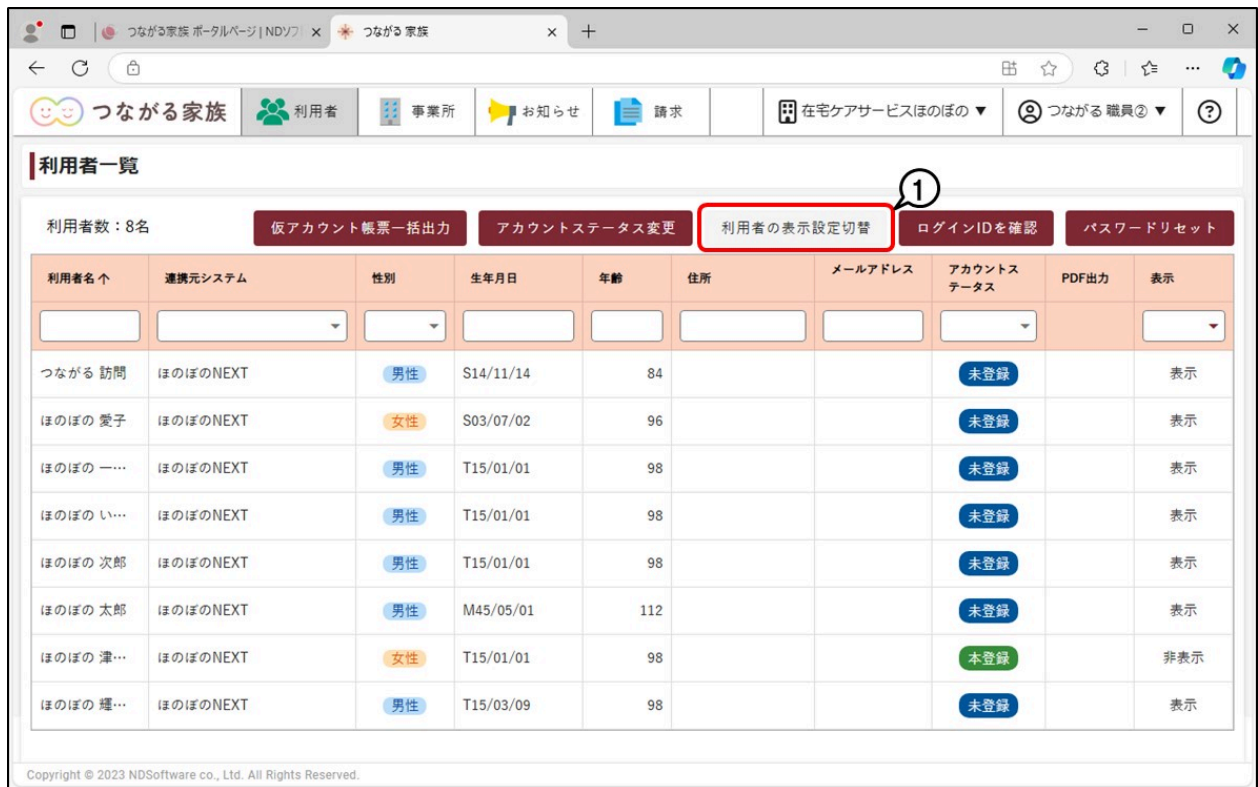 つながる家族 ポータルページ | NDソフ
つながる 家族
つながる家族
利用者
事業所
お知らせ
請求
在宅ケアサービスほのぼの ▼
つながる 職員② ▼
利用者一覧
①
利用者数：8名
仮アカウント帳票一括出力
アカウントステータス変更
利用者の表示設定切替
ログインIDを確認
パスワードリセット
利用者名 ↑ 連携元システム 性別 生年月日 年齢 住所 メールアドレス アカウントス PDF出力 表示
テータス
つながる 訪問 ほのぼのNEXT 男性 S14/11/14 84 未登録 表示
ほのぼの 愛子 ほのぼのNEXT 女性 S03/07/02 96 未登録 表示
ほのぼの 一… ほのぼのNEXT 男性 T15/01/01 98 未登録 表示
ほのぼの い… ほのぼのNEXT 男性 T15/01/01 98 未登録 表示
ほのぼの 次郎 ほのぼのNEXT 男性 T15/01/01 98 未登録 表示
ほのぼの 太郎 ほのぼのNEXT 男性 M45/05/01 112 未登録 表示
ほのぼの 津… ほのぼのNEXT 女性 T15/01/01 98 本登録 非表示
ほのぼの 輝… ほのぼのNEXT 男性 T15/03/09 98 未登録 表示
Copyright © 2023 NDSoftware co., Ltd. All Rights Reserved.